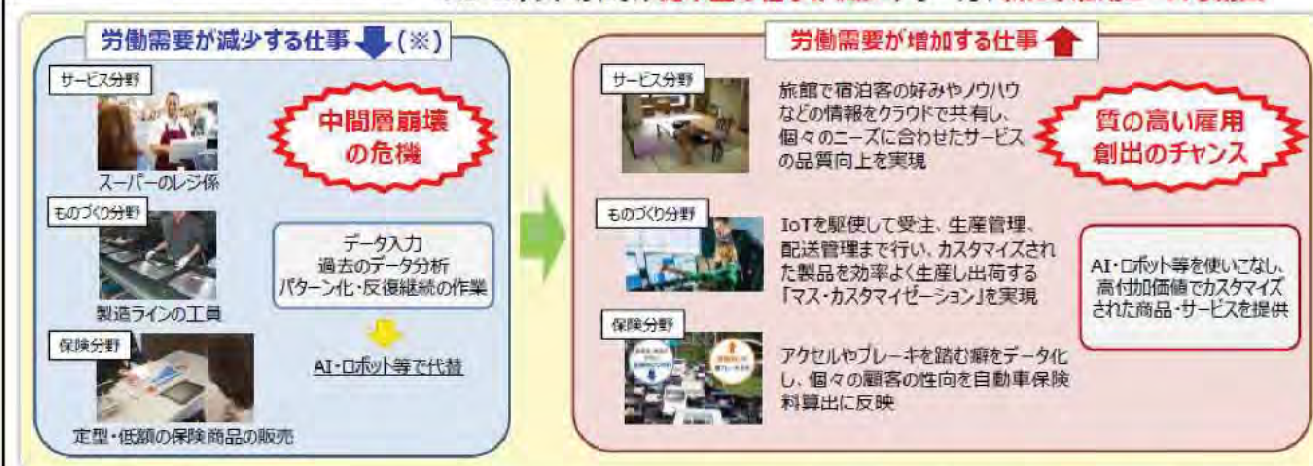 労働需要が減少する仕事 (※)
サービス分野
スーパーのレジ係
中間層崩壊
の危機
ものづくり分野
製造ラインの工員
データ入力
過去のデータ分析
パターン化・反復継続の作業
AI・ロボット等で代替
保険分野
定型・低額の保険商品の販売
労働需要が増加する仕事
サービス分野
旅館で宿泊客の好みやノウハウ
などの情報をクラウドで共有し、
個々のニーズに合わせたサービス
の品質向上を実現
質の高い雇用
創出のチャンス
ものづくり分野
IoTを駆使して受注、生産管理、
配送管理まで行い、カスタマイズされ
た製品を効率よく生産し出荷する
「マス・カスタマイゼーション」を実現
AI・ロボット等を使いこなし、
高付加価値でカスタマイズ
された商品・サービスを提供
保険分野
アクセルやブレーキを踏む癖をデータ化
し、個々の顧客の性向を自動車保険
料算出に反映